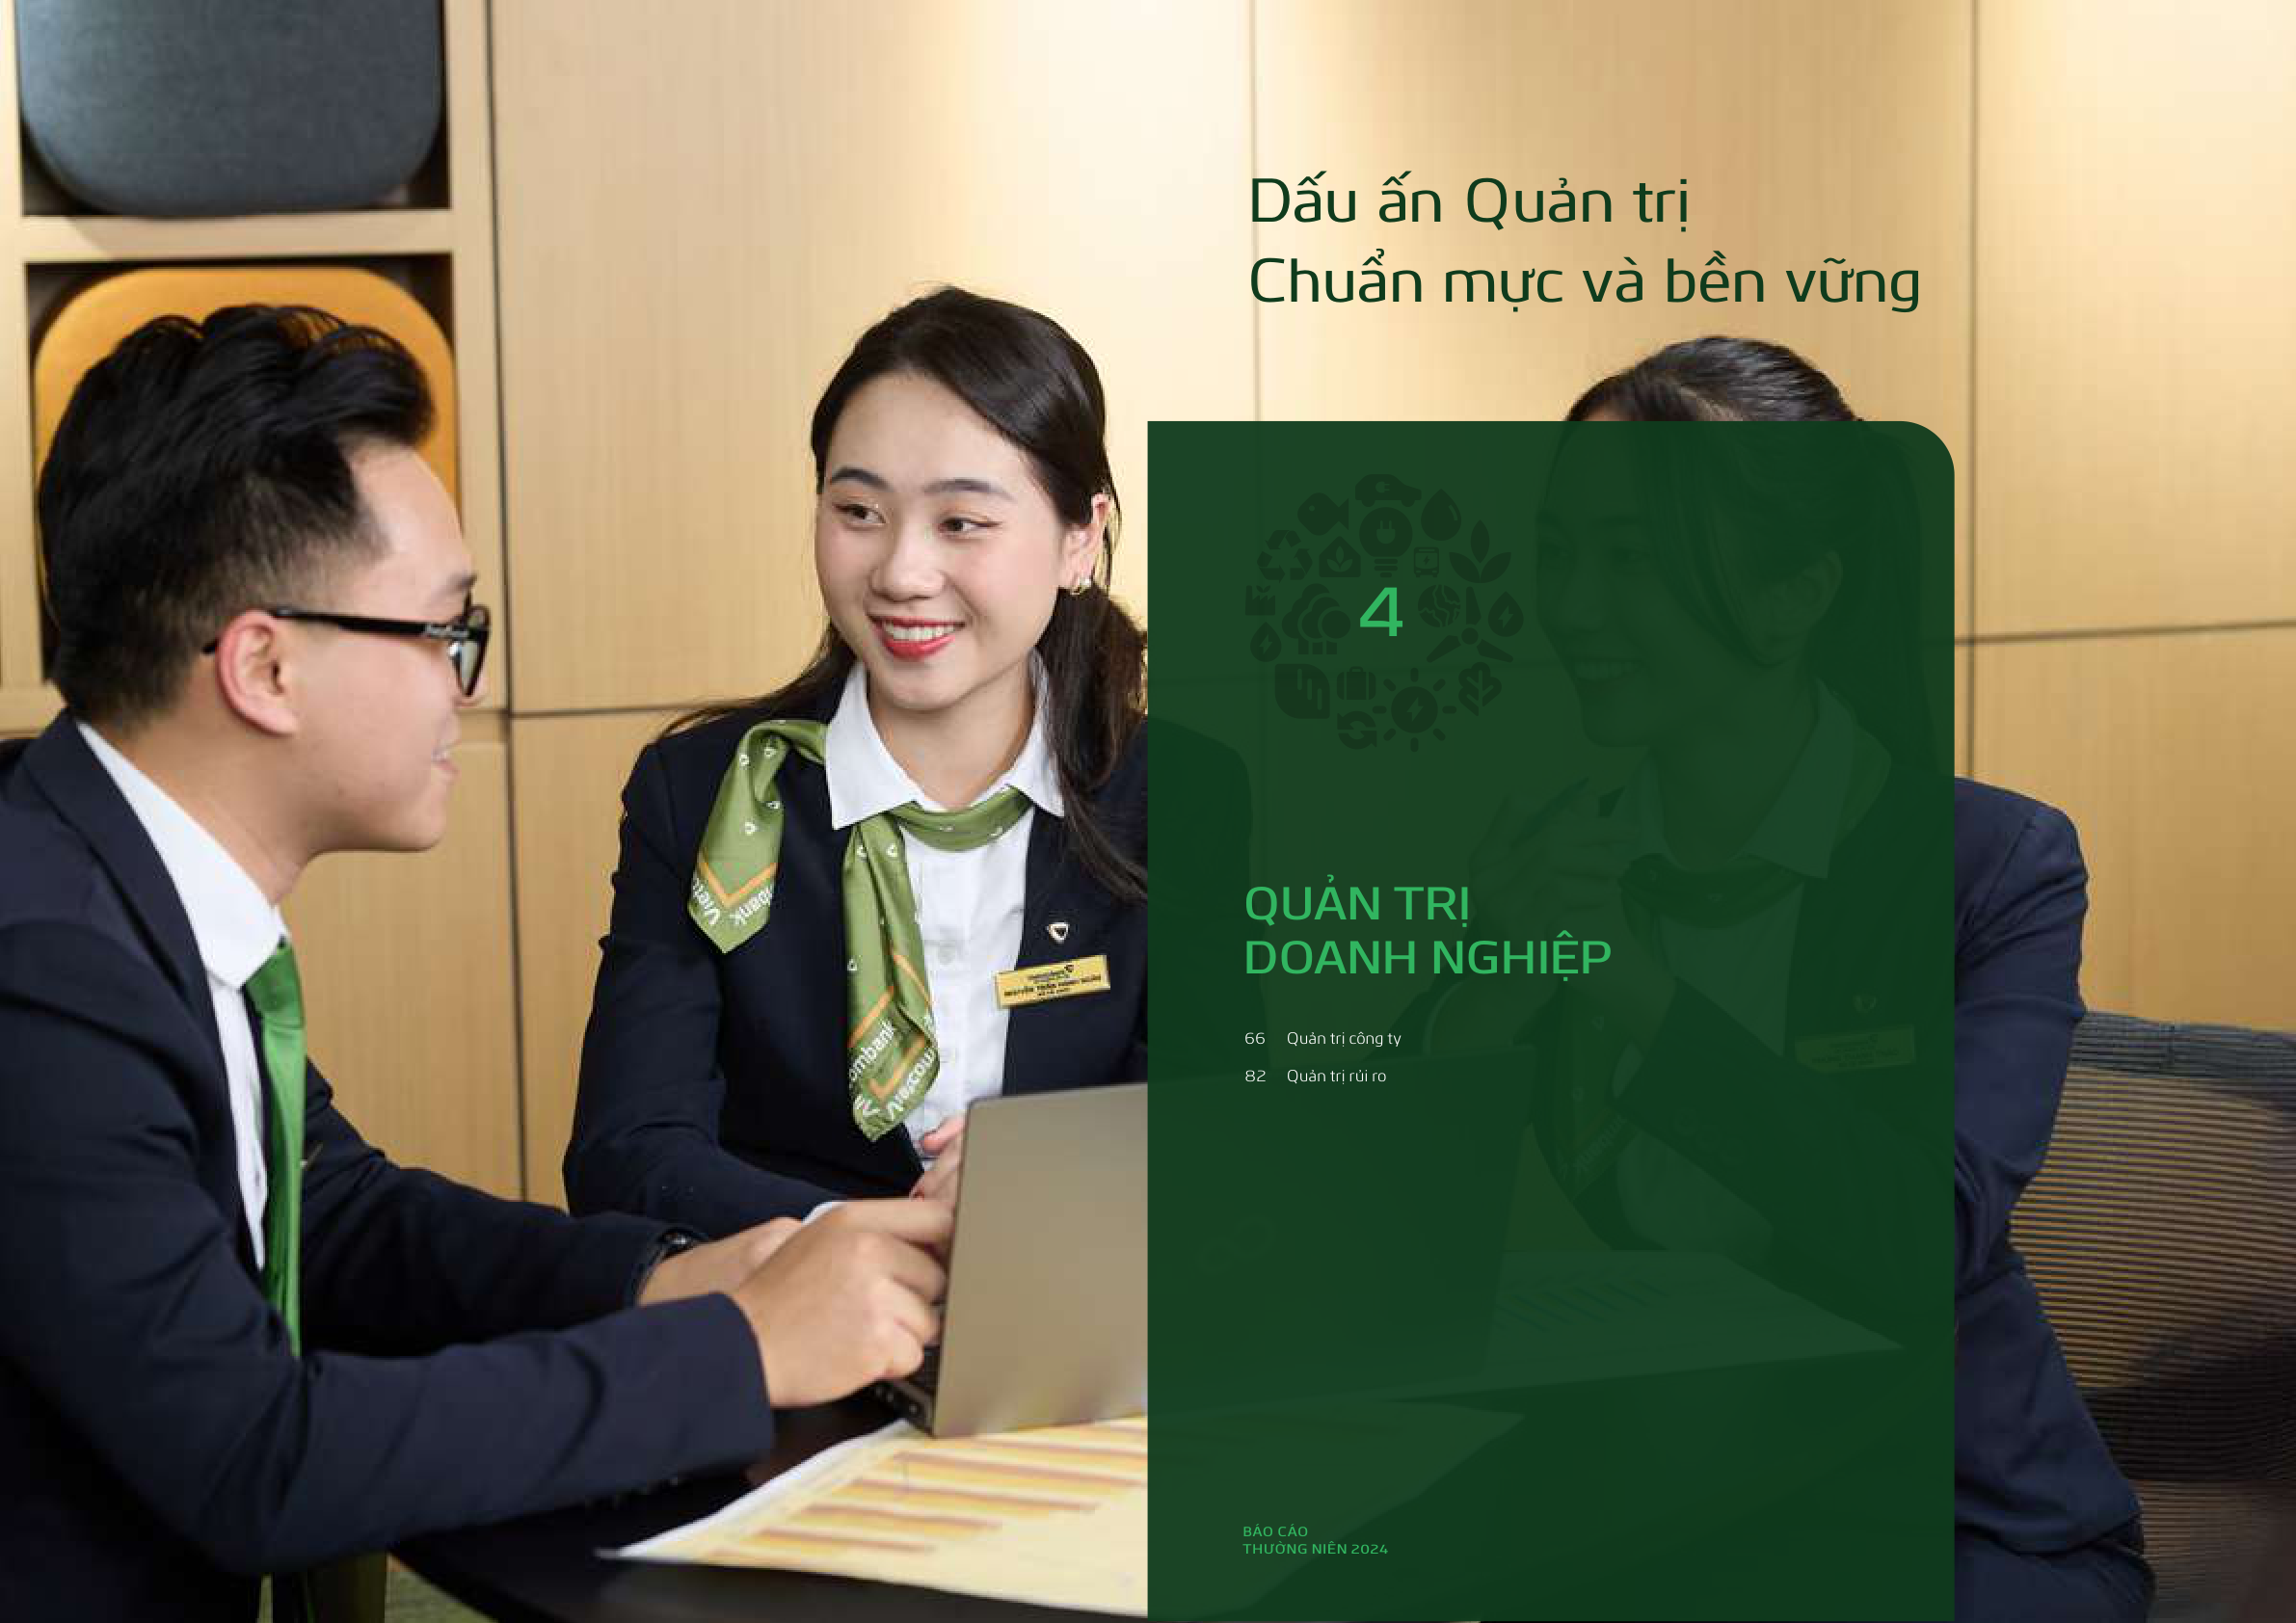 Dấu ấn Quản trị
Chuẩn mực và bền vững
4
QUẢN TRỊ
DOANH NGHIỆP
66 Quản trị công ty
82 Quản trị rủi ro
BÁO CÁO
THƯỜNG NIÊN 2024